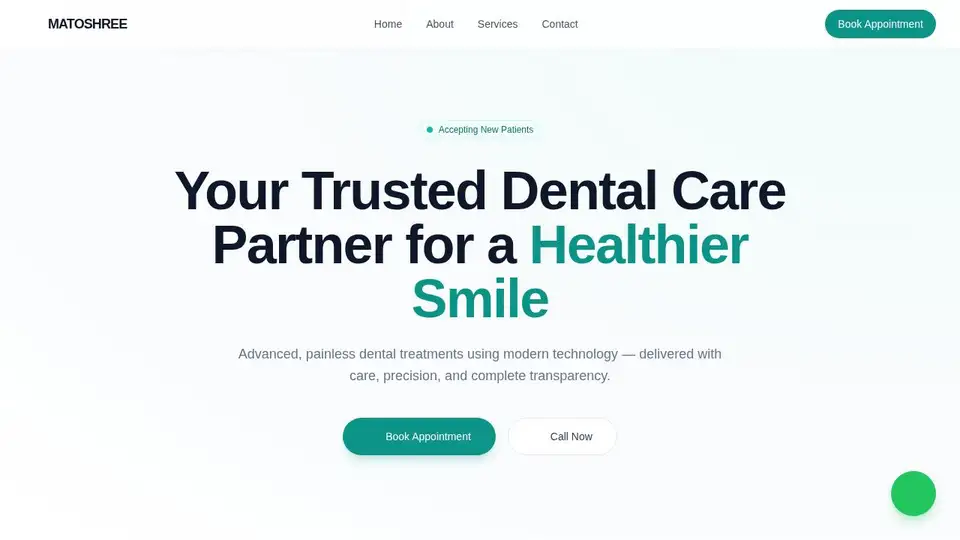 MATOSHREE
Home
About
Services
Contact
Book Appointment
Accepting New Patients
Your Trusted Dental Care
Partner for a Healthier
Smile
Advanced, painless dental treatments using modern technology — delivered with
care, precision, and complete transparency.
Book Appointment
Call Now